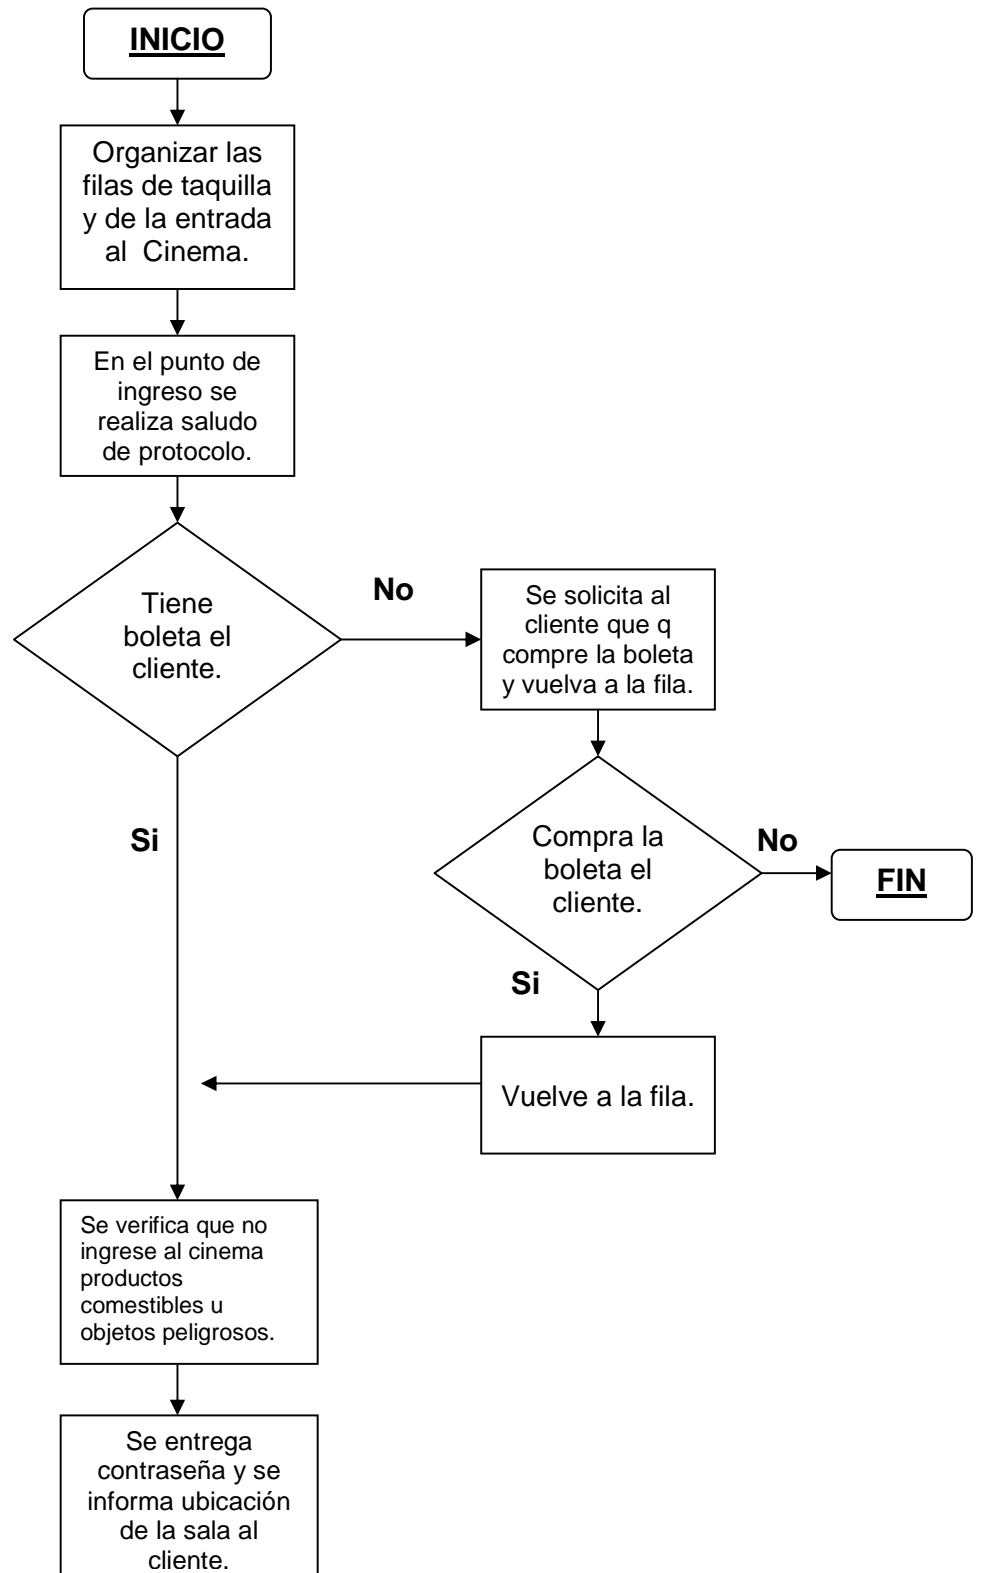 INICIO
Organizar las
filas de taquilla
y de la entrada
al Cinema.
En el punto de
ingreso se
realiza saludo
de protocolo.
Tiene
boleta el
cliente.
No
Se solicita al
cliente que q
compre la boleta
y vuelva a la fila.
Si
Compra la
boleta el
cliente.
No
FIN
Si
Vuelve a la fila.
Se verifica que no
ingrese al cinema
productos
comestibles u
objetos peligrosos.
Se entrega
contraseña y se
informa ubicación
de la sala al
cliente.